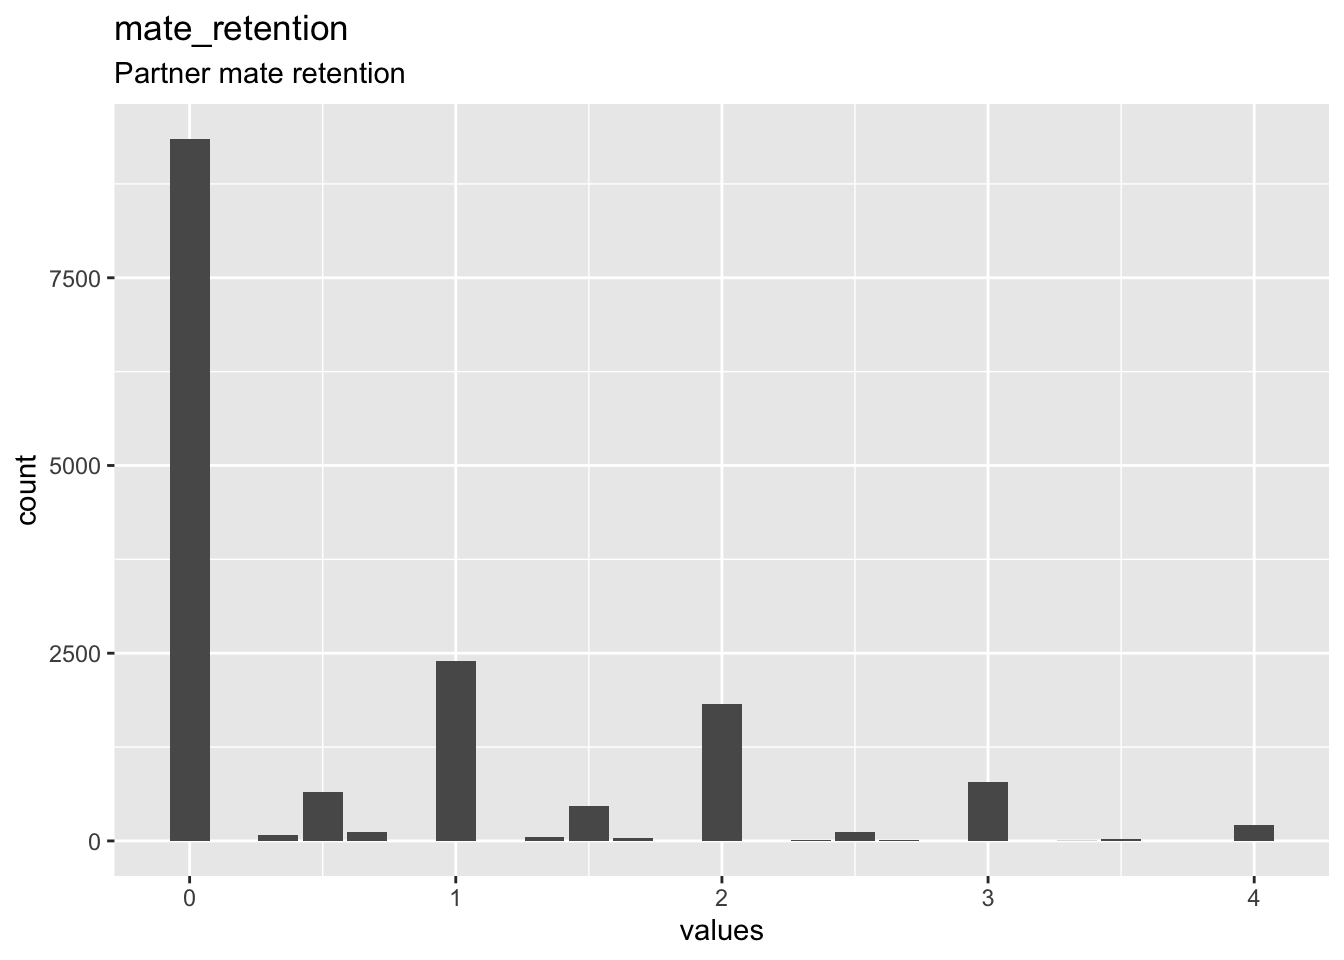 mate_retention
Partner mate retention
7500
5000
2500
0
count
0 1 2 3 4
values